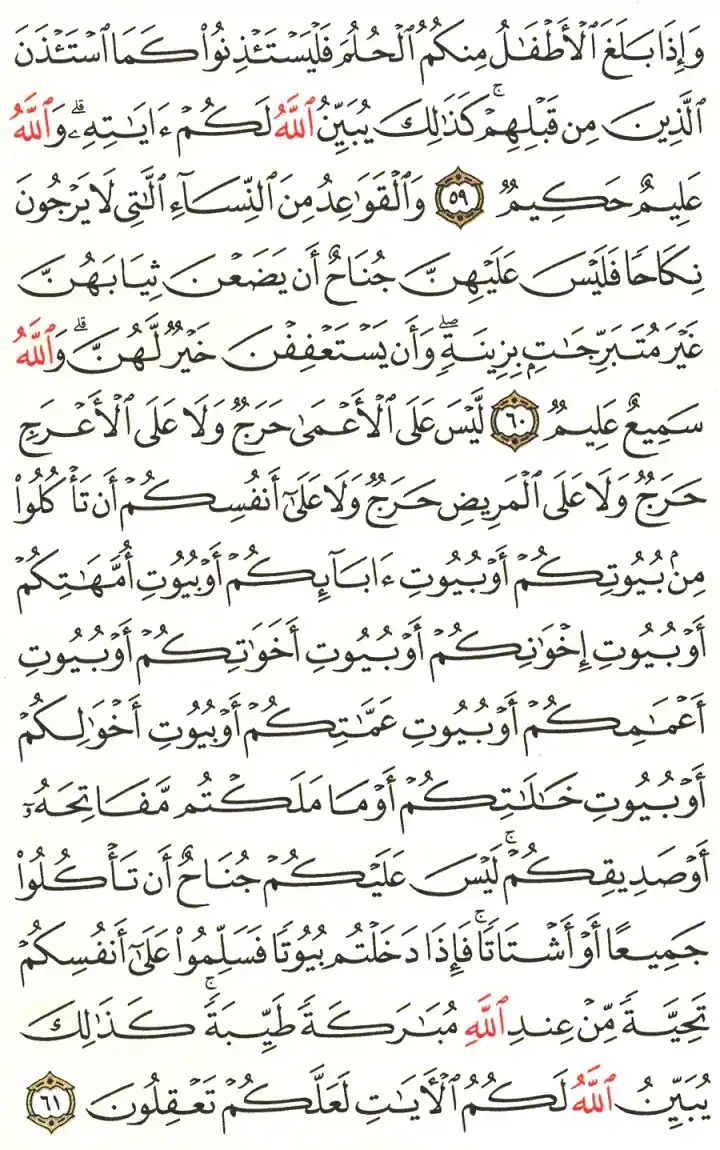 وَإِذَا بَلَغَ ٱلْأَطْفَٰلُ مِنكُمُ ٱلْحُلُمَ فَلْيَسْتَـْٔذِنُوا۟ كَمَا ٱسْتَـْٔذَنَ
ٱلَّذِينَ مِن قَبْلِهِمْ ۚ كَذَٰلِكَ يُبَيِّنُ ٱللَّهُ لَكُمْ ءَايَٰتِهِۦ ۗ وَٱللَّهُ
عَلِيمٌ حَكِيمٌ ٥٩ وَٱلْقَوَٰعِدُ مِنَ ٱلنِّسَآءِ ٱلَّٰتِى لَا يَرْجُونَ
نِكَاحًا فَلَيْسَ عَلَيْهِنَّ جُنَاحٌ أَن يَضَعْنَ ثِيَابَهُنَّ
غَيْرَ مُتَبَرِّجَٰتٍۭ بِزِينَةٍ ۖ وَأَن يَسْتَعْفِفْنَ خَيْرٌ لَّهُنَّ ۗ وَٱللَّهُ
سَمِيعٌ عَلِيمٌ ٦٠ لَّيْسَ عَلَى ٱلْأَعْمَىٰ حَرَجٌ وَلَا عَلَى ٱلْأَعْرَجِ
حَرَجٌ وَلَا عَلَى ٱلْمَرِيضِ حَرَجٌ وَلَا عَلَىٰٓ أَنفُسِكُمْ أَن تَأْكُلُوا۟
مِنۢ بُيُوتِكُمْ أَوْ بُيُوتِ ءَابَآئِكُمْ أَوْ بُيُوتِ أُمَّهَٰتِكُمْ
أَوْ بُيُوتِ إِخْوَٰنِكُمْ أَوْ بُيُوتِ أَخَوَٰتِكُمْ أَوْ بُيُوتِ
أَعْمَٰمِكُمْ أَوْ بُيُوتِ عَمَّٰتِكُمْ أَوْ بُيُوتِ أَخْوَٰلِكُمْ
أَوْ بُيُوتِ خَٰلَٰتِكُمْ أَوْ مَا مَلَكْتُم مَّفَاتِحَهُۥٓ
أَوْ صَدِيقِكُمْ ۚ لَيْسَ عَلَيْكُمْ جُنَاحٌ أَن تَأْكُلُوا۟
جَمِيعًا أَوْ أَشْتَاتًا ۚ فَإِذَا دَخَلْتُم بُيُوتًا فَسَلِّمُوا۟ عَلَىٰٓ أَنفُسِكُمْ
تَحِيَّةً مِّنْ عِندِ ٱللَّهِ مُبَٰرَكَةً طَيِّبَةً ۚ كَذَٰلِكَ
يُبَيِّنُ ٱللَّهُ لَكُمُ ٱلْـَٔايَٰتِ لَعَلَّكُمْ تَعْقِلُونَ ٦١